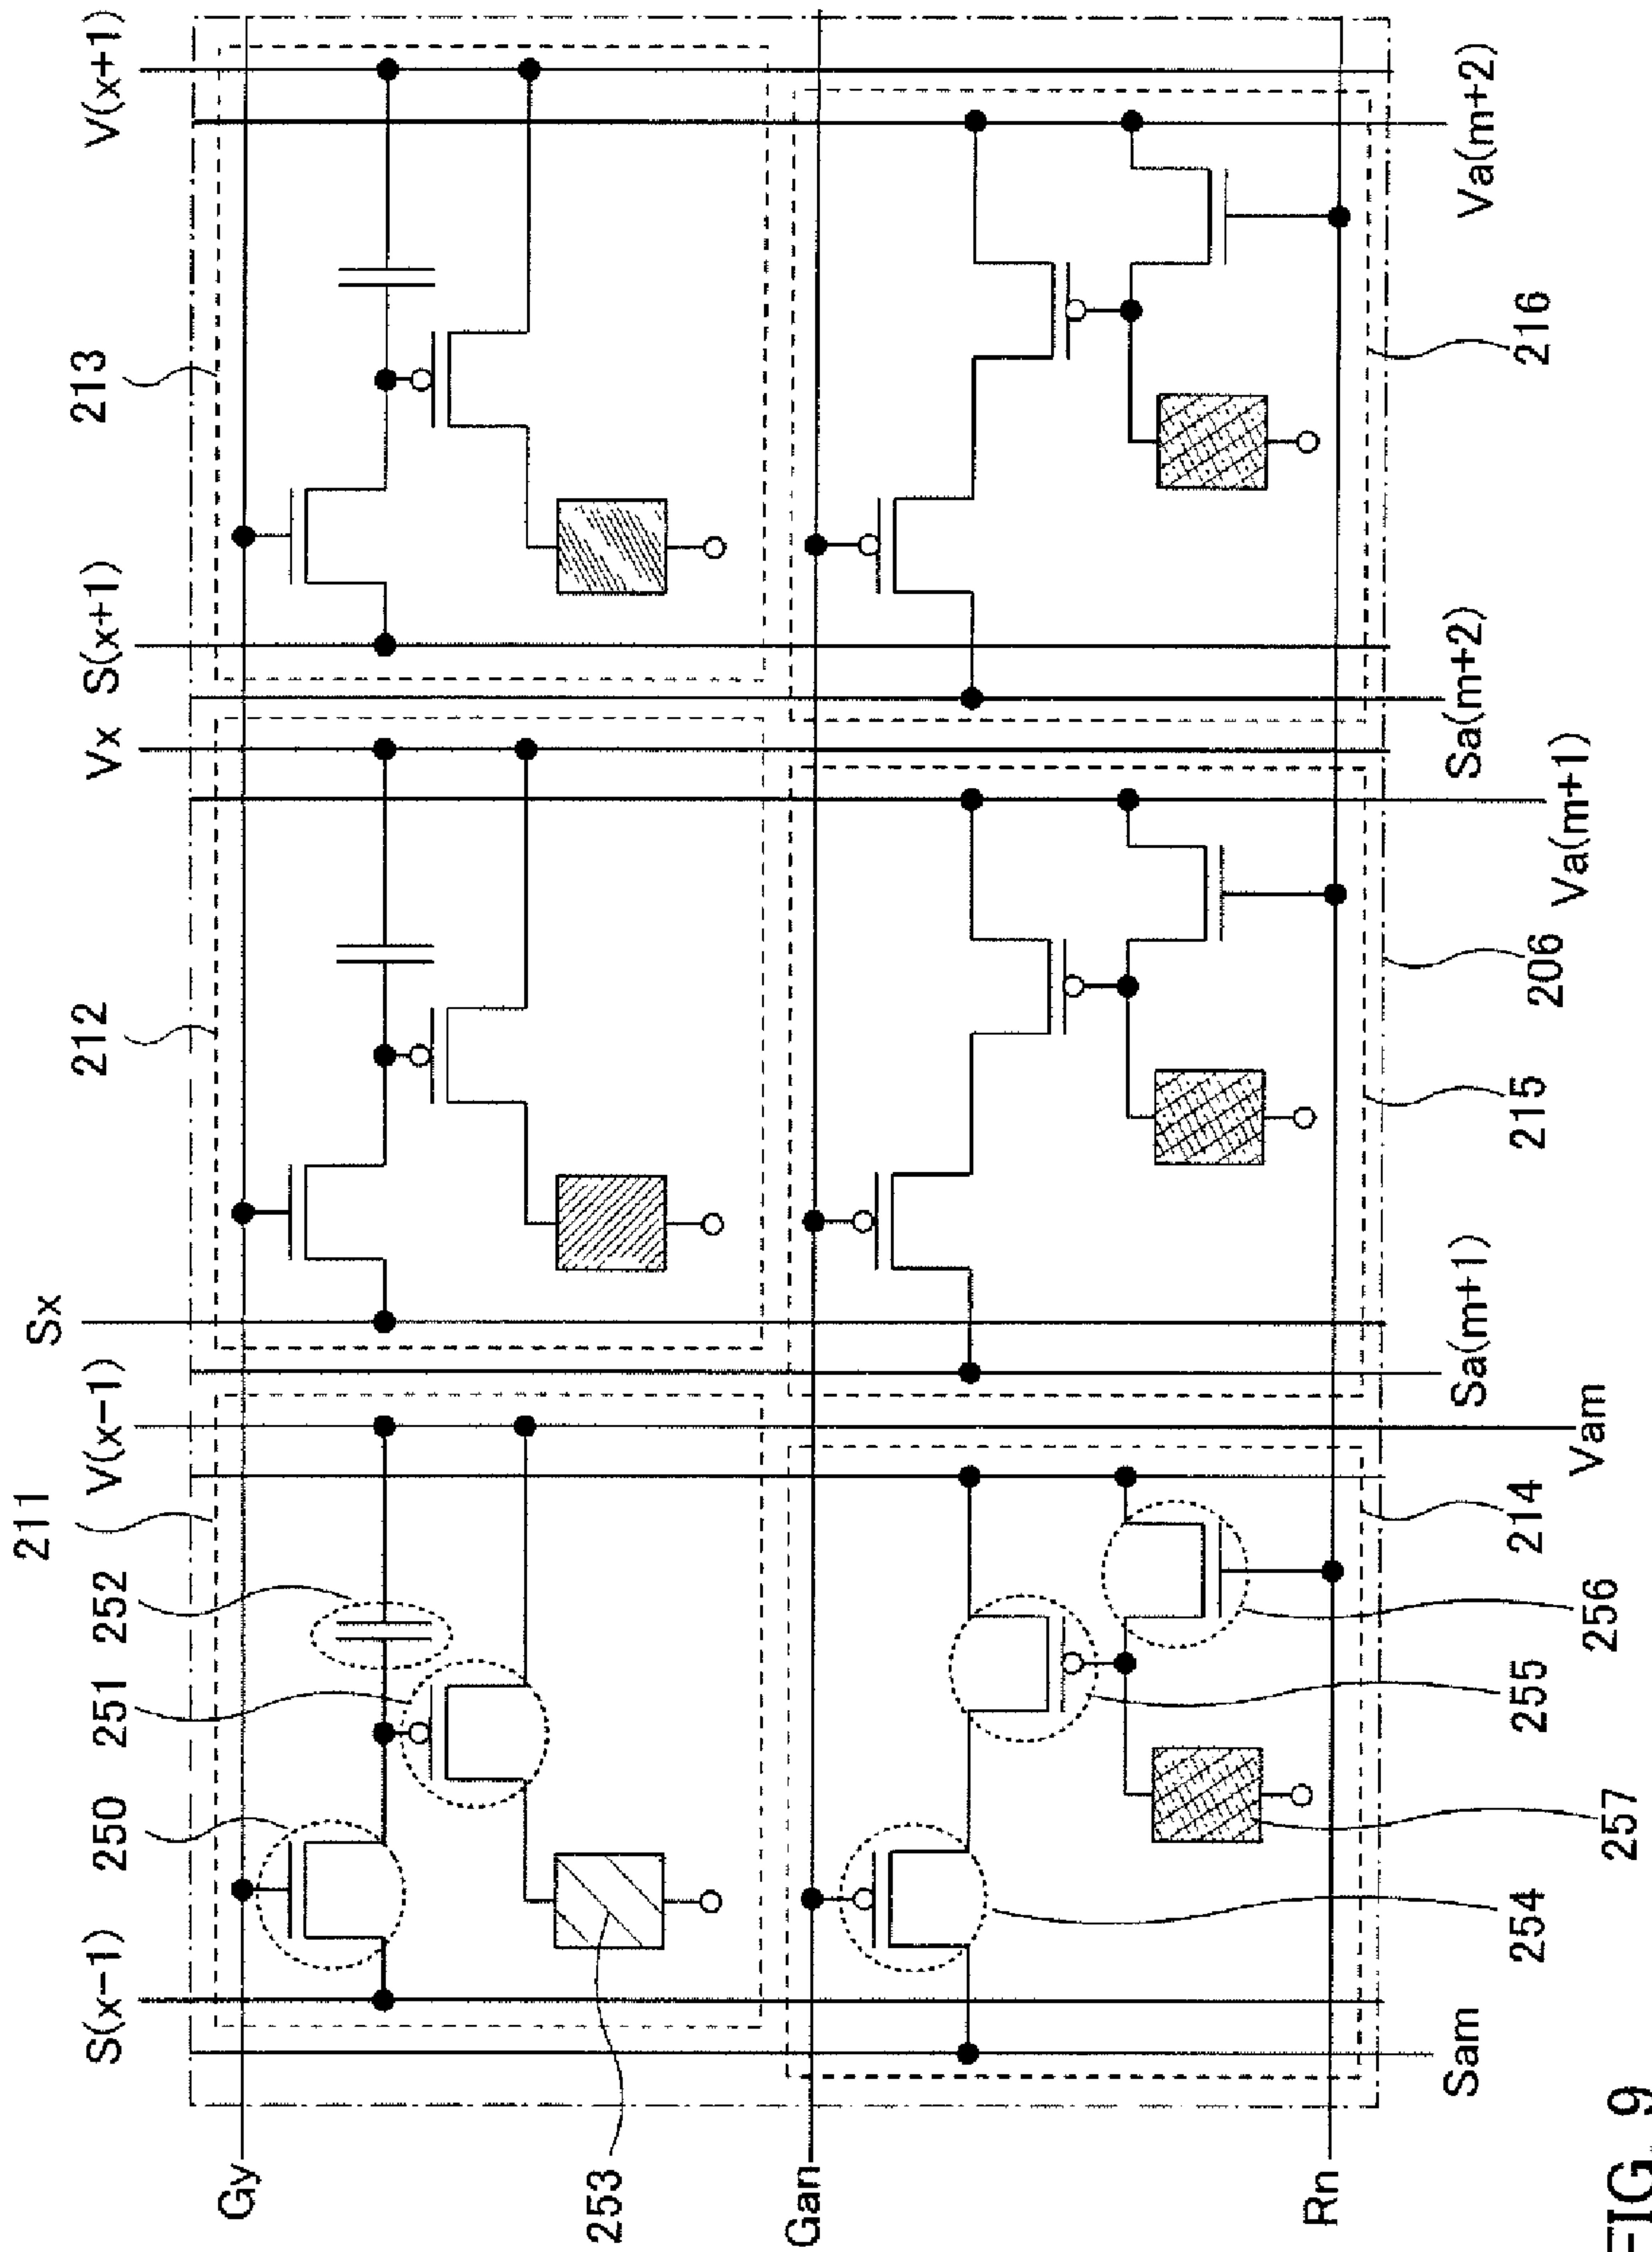 211
212
213
S(x-1)
250
251
252
V(x-1)
Sx
Vx
S(x+1)
V(x+1)
Gy
253
Gan
Rn
Sam
254
257
255
256
214
Vam
Sa(m+1)
215
206
Va(m+1)
Sa(m+2)
216
Va(m+2)
FIG. 9